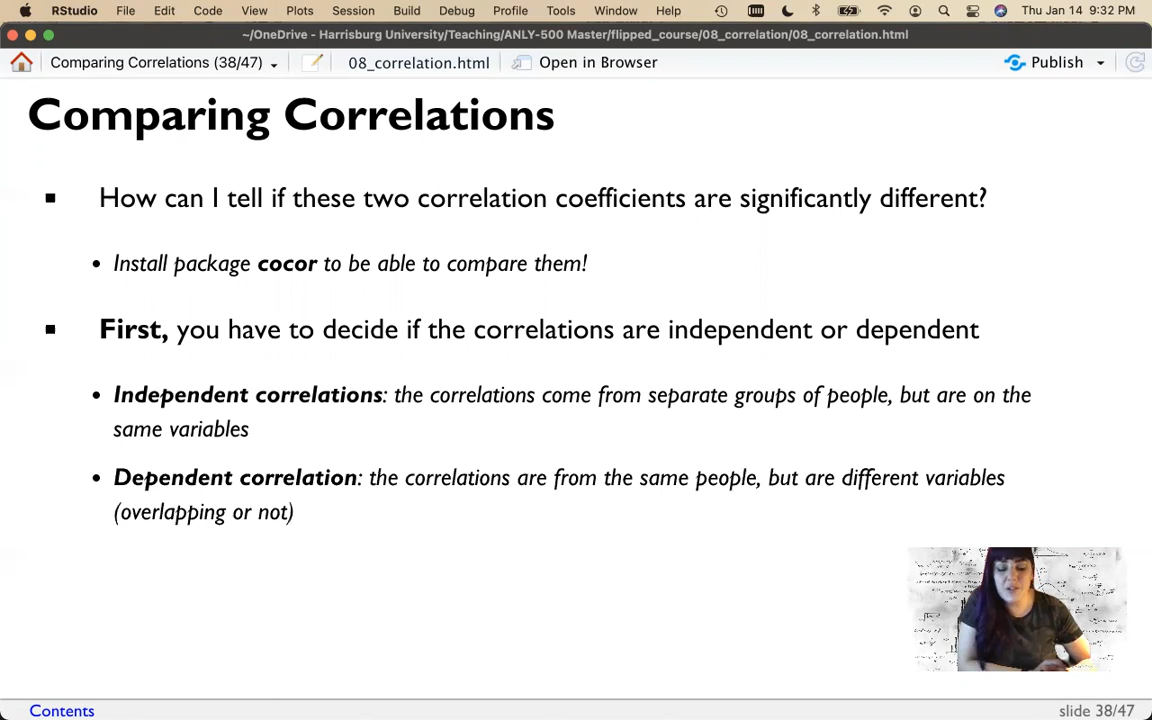 RStudio File Edit Code View Plots Session Build Debug Profile Tools Window Help Thu Jan 14 9:32 PM
~/OneDrive - Harrisburg University/Teaching/ANLY-500 Master/flipped_course/08_correlation/08_correlation.html
Comparing Correlations (38/47) 08_correlation.html Open in Browser Publish
Comparing Correlations
How can I tell if these two correlation coefficients are significantly different?
Install package cocor to be able to compare them!
First, you have to decide if the correlations are independent or dependent
Independent correlations: the correlations come from separate groups of people, but are on the
same variables
Dependent correlation: the correlations are from the same people, but are different variables
(overlapping or not)
Contents slide 38/47